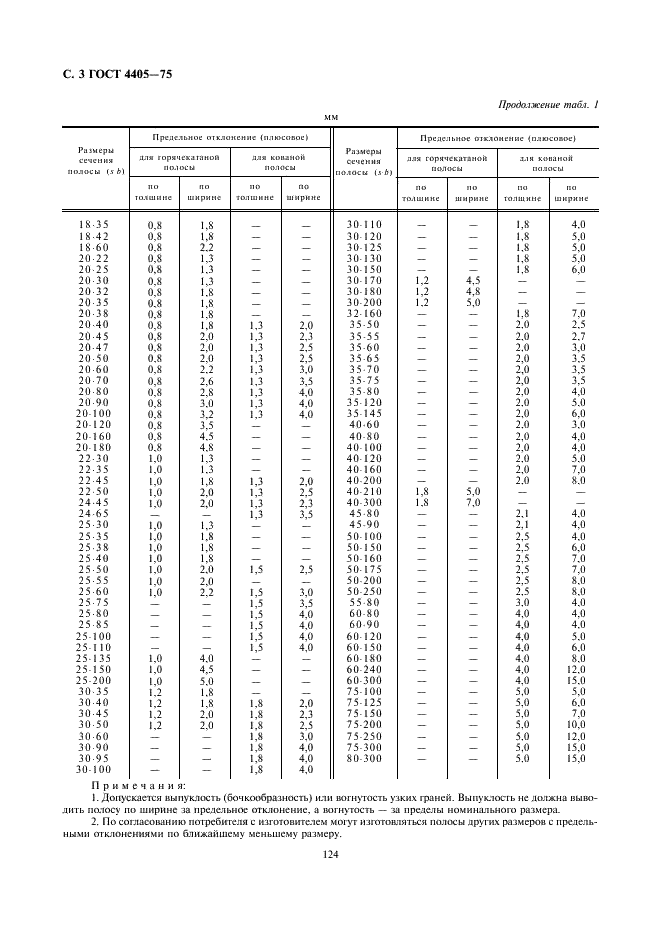 С. 3 ГОСТ 4405—75
Продолжение табл. 1
мм
Размеры сечения полосы (s·b) Предельное отклонение (плюсовое) Размеры сечения полосы (s·b) Предельное отклонение (плюсовое)
для горячекатаной полосы для кованой полосы для горячекатаной полосы для кованой полосы
по толщине по ширине по толщине по ширине по толщине по ширине по толщине по ширине
18·35 0,8 1,8 — — 30·110 — — 1,8 4,0
18·42 0,8 1,8 — — 30·120 — — 1,8 5,0
18·60 0,8 2,2 — — 30·125 — — 1,8 5,0
20·22 0,8 1,3 — — 30·130 — — 1,8 5,0
20·25 0,8 1,3 — — 30·150 — — 1,8 6,0
20·30 0,8 1,3 — — 30·170 1,2 4,5 — —
20·32 0,8 1,8 — — 30·180 1,2 4,8 — —
20·35 0,8 1,8 — — 30·200 1,2 5,0 — —
20·38 0,8 1,8 — — 32·160 — — 1,8 7,0
20·40 0,8 1,8 1,3 2,0 35·50 — — 2,0 2,5
20·45 0,8 2,0 1,3 2,3 35·55 — — 2,0 2,7
20·47 0,8 2,0 1,3 2,5 35·60 — — 2,0 3,0
20·50 0,8 2,0 1,3 2,5 35·65 — — 2,0 3,5
20·60 0,8 2,2 1,3 3,0 35·70 — — 2,0 3,5
20·70 0,8 2,6 1,3 3,5 35·75 — — 2,0 3,5
20·80 0,8 2,8 1,3 4,0 35·80 — — 2,0 4,0
20·90 0,8 3,0 1,3 4,0 35·120 — — 2,0 5,0
20·100 0,8 3,2 1,3 4,0 35·145 — — 2,0 6,0
20·120 0,8 3,5 — — 40·60 — — 2,0 3,0
20·160 0,8 4,5 — — 40·80 — — 2,0 4,0
20·180 0,8 4,8 — — 40·100 — — 2,0 4,0
22·30 1,0 1,3 — — 40·120 — — 2,0 5,0
22·35 1,0 1,3 — — 40·160 — — 2,0 7,0
22·45 1,0 1,8 1,3 2,0 40·200 — — 2,0 8,0
22·50 1,0 2,0 1,3 2,5 40·210 1,8 5,0 — —
24·45 1,0 2,0 1,3 2,3 40·300 1,8 7,0 — —
24·65 — — 1,3 3,5 45·80 — — 2,1 4,0
25·30 1,0 1,3 — — 45·90 — — 2,1 4,0
25·35 1,0 1,8 — — 50·100 — — 2,5 4,0
25·38 1,0 1,8 — — 50·150 — — 2,5 6,0
25·40 1,0 1,8 — — 50·160 — — 2,5 7,0
25·50 1,0 2,0 1,5 2,5 50·175 — — 2,5 7,0
25·55 1,0 2,0 — — 50·200 — — 2,5 8,0
25·60 1,0 2,2 1,5 3,0 50·250 — — 2,5 8,0
25·75 — — 1,5 3,5 55·80 — — 3,0 4,0
25·80 — — 1,5 4,0 60·80 — — 4,0 4,0
25·85 — — 1,5 4,0 60·90 — — 4,0 4,0
25·100 — — 1,5 4,0 60·120 — — 4,0 5,0
25·110 — — 1,5 4,0 60·150 — — 4,0 6,0
25·135 1,0 4,0 — — 60·180 — — 4,0 8,0
25·150 1,0 4,5 — — 60·240 — — 4,0 12,0
25·200 1,0 5,0 — — 60·300 — — 4,0 15,0
30·35 1,2 1,8 — — 75·100 — — 5,0 5,0
30·40 1,2 1,8 1,8 2,0 75·125 — — 5,0 6,0
30·45 1,2 2,0 1,8 2,3 75·150 — — 5,0 7,0
30·50 1,2 2,0 1,8 2,5 75·200 — — 5,0 10,0
30·60 — — 1,8 3,0 75·250 — — 5,0 12,0
30·90 — — 1,8 4,0 75·300 — — 5,0 15,0
30·95 — — 1,8 4,0 80·300 — — 5,0 15,0
30·100 — — 1,8 4,0
Примечания:
1. Допускается выпуклость (бочкообразность) или вогнутость узких граней. Выпуклость не должна выво-
дить полосу по ширине за предельное отклонение, а вогнутость — за пределы номинального размера.
2. По согласованию потребителя с изготовителем могут изготовляться полосы других размеров с предель-
ными отклонениями по ближайшему меньшему размеру.
124